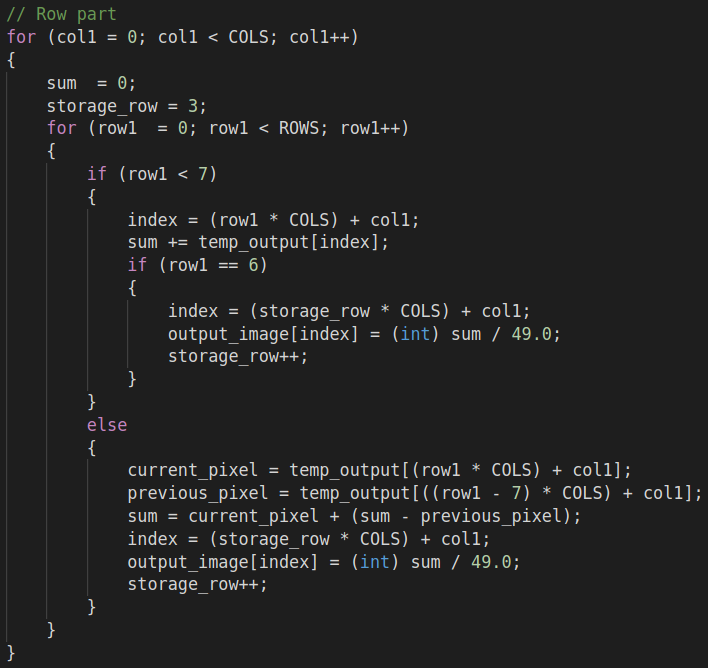 // Row part
for (col1 = 0; col1 < COLS; col1++)
{
    sum  = 0;
    storage_row = 3;
    for (row1  = 0; row1 < ROWS; row1++)
    {
        if (row1 < 7)
        {
            index = (row1 * COLS) + col1;
            sum += temp_output[index];
            if (row1 == 6)
            {
                index = (storage_row * COLS) + col1;
                output_image[index] = (int) sum / 49.0;
                storage_row++;
            }
        }
        else
        {
            current_pixel = temp_output[(row1 * COLS) + col1];
            previous_pixel = temp_output[((row1 - 7) * COLS) + col1];
            sum = current_pixel + (sum - previous_pixel);
            index = (storage_row * COLS) + col1;
            output_image[index] = (int) sum / 49.0;
            storage_row++;
        }
    }
}